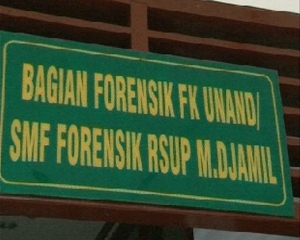 BAGIAN FORENSIK FK UNAND/
SMF FORENSIK RSUP M.DJAMIL